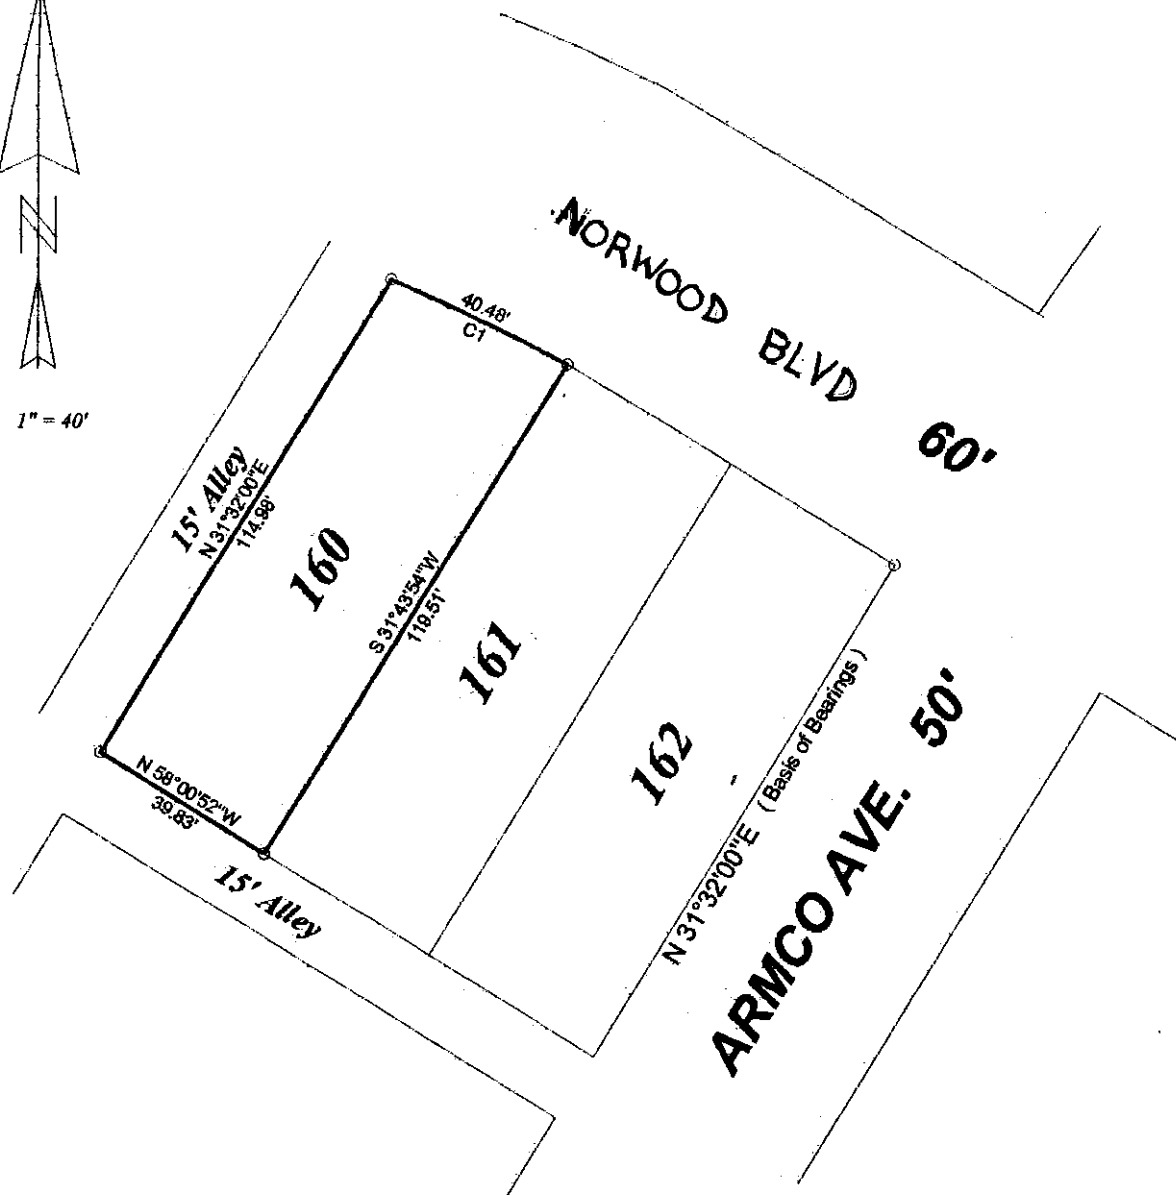 N
1" = 40'
NORWOOD BLVD
60'
40.48'
C1
15' Alley
N 31°32'00"E
114.98'
160
S 31°43'54"W
119.51'
161
162
N 31°32'00"E ( Basis of Bearings )
ARMCO AVE. 50'
N 58°00'52"W
39.83'
15' Alley